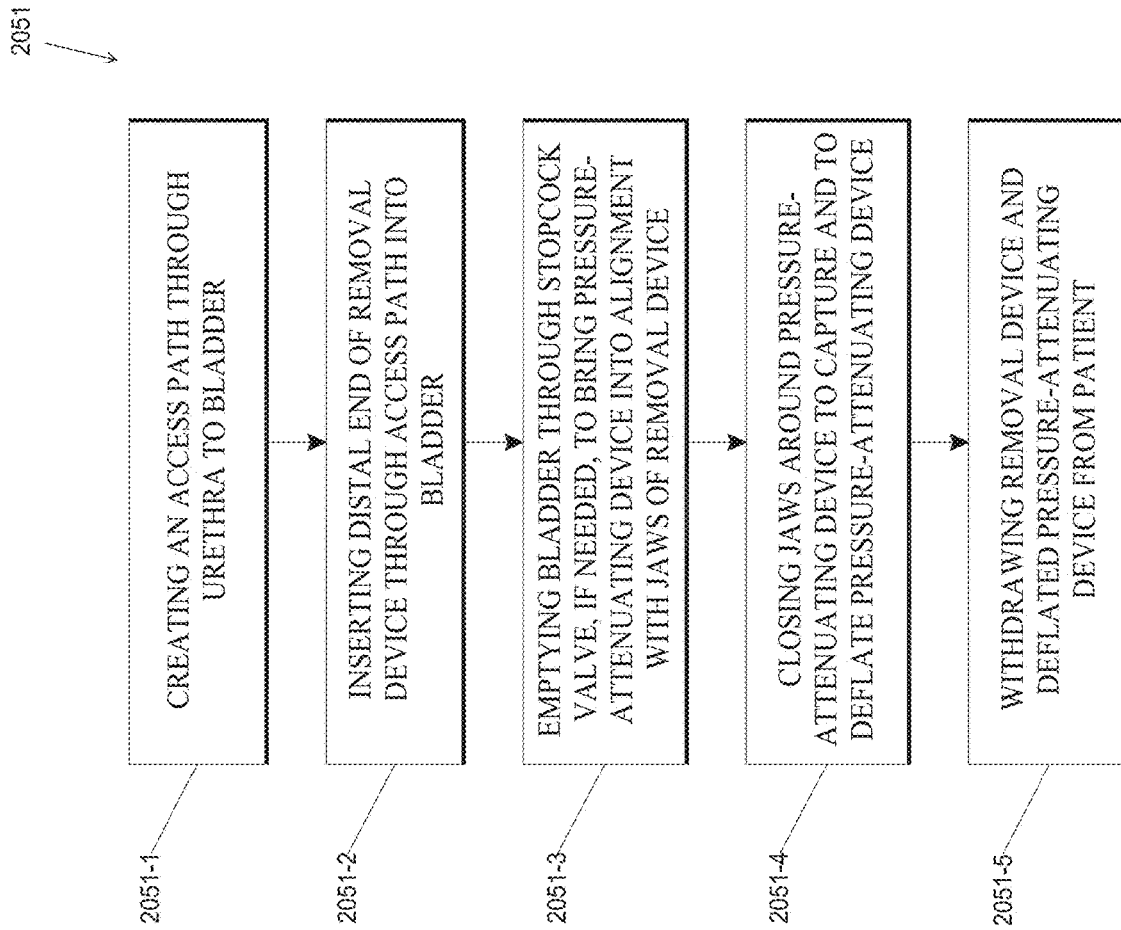 2051
2051-1
CREATING AN ACCESS PATH THROUGH
URETHRA TO BLADDER
2051-2
INSERTING DISTAL END OF REMOVAL
DEVICE THROUGH ACCESS PATH INTO
BLADDER
2051-3
EMPTYING BLADDER THROUGH STOPCOCK
VALVE, IF NEEDED, TO BRING PRESSURE-
ATTENUATING DEVICE INTO ALIGNMENT
WITH JAWS OF REMOVAL DEVICE
2051-4
CLOSING JAWS AROUND PRESSURE-
ATTENUATING DEVICE TO CAPTURE AND TO
DEFLATE PRESSURE-ATTENUATING DEVICE
2051-5
WITHDRAWING REMOVAL DEVICE AND
DEFLATED PRESSURE-ATTENUATING
DEVICE FROM PATIENT